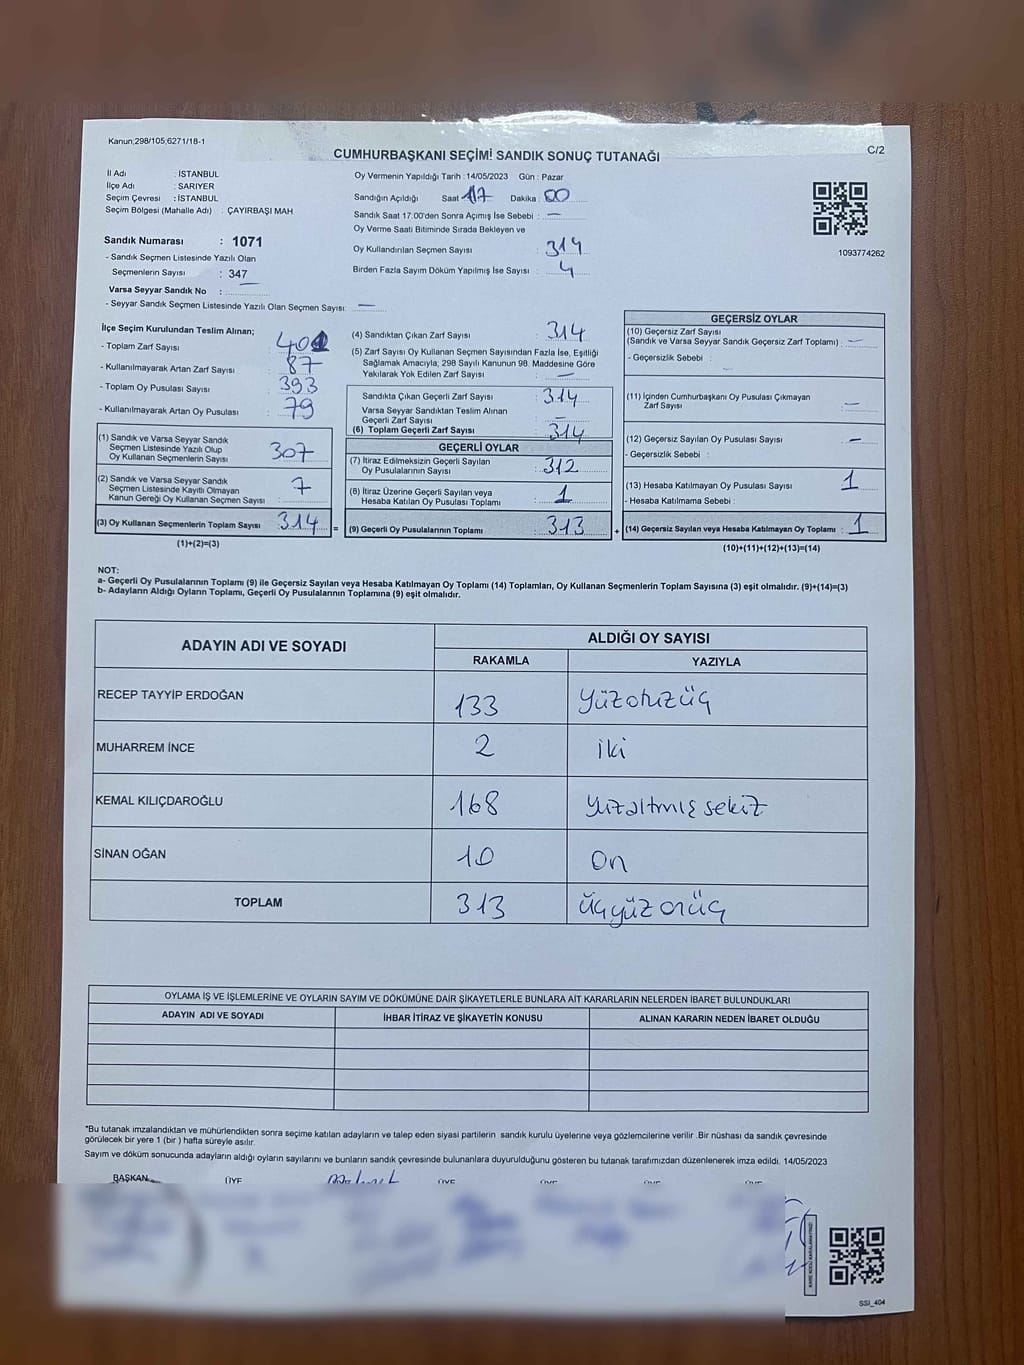 Kanun;298/105;6271/18-1
C/2
CUMHURBAŞKANI SEÇİMİ SANDIK SONUÇ TUTANAĞI
İl Adı : İSTANBUL
İlçe Adı : SARIYER
Seçim Çevresi : İSTANBUL
Seçim Bölgesi (Mahalle Adı) : ÇAYIRBAŞI MAH
Sandık Numarası : 1071
- Sandık Seçmen Listesinde Yazılı Olan
Seçmenlerin Sayısı : 347
Varsa Seyyar Sandık No :
- Seyyar Sandık Seçmen Listesinde Yazılı Olan Seçmen Sayısı: —
Oy Vermenin Yapıldığı Tarih :14/05/2023 Gün : Pazar
Sandığın Açıldığı Saat 17 Dakika : 00
Sandık Saat 17.00'den Sonra Açımış İse Sebebi : —
Oy Verme Saati Bitiminde Sırada Bekleyen ve
Oy Kullandırılan Seçmen Sayısı : 314
Birden Fazla Sayım Döküm Yapılmış İse Sayısı : 4
1093774262
İlçe Seçim Kurulundan Teslim Alınan;
- Toplam Zarf Sayısı : 401
- Kullanılmayarak Artan Zarf Sayısı : 87
- Toplam Oy Pusulası Sayısı : 393
- Kullanılmayarak Artan Oy Pusulası : 79
(1) Sandık ve Varsa Seyyar Sandık
Seçmen Listesinde Yazılı Olup
Oy Kullanan Seçmenlerin Sayısı : 307
(2) Sandık ve Varsa Seyyar Sandık
Seçmen Listesinde Kayıtlı Olmayan
Kanun Gereği Oy Kullanan Seçmen Sayısı : 7
(3) Oy Kullanan Seçmenlerin Toplam Sayısı : 314 =
(1)+(2)=(3)
(4) Sandıktan Çıkan Zarf Sayısı : 314
(5) Zarf Sayısı Oy Kullanan Seçmen Sayısından Fazla İse, Eşitliği
Sağlamak Amacıyla, 298 Sayılı Kanunun 98. Maddesine Göre
Yakılarak Yok Edilen Zarf Sayısı : —
Sandıkta Çıkan Geçerli Zarf Sayısı : 314
Varsa Seyyar Sandıktan Teslim Alınan
Geçerli Zarf Sayısı : —
(6) Toplam Geçerli Zarf Sayısı : 314
GEÇERLİ OYLAR
(7) İtiraz Edilmeksizin Geçerli Sayılan
Oy Pusulalarının Sayısı : 312
(8) İtiraz Üzerine Geçerli Sayılan veya
Hesaba Katılan Oy Pusulası Toplamı : 1
(9) Geçerli Oy Pusulalarının Toplamı : 313 +
GEÇERSİZ OYLAR
(10) Geçersiz Zarf Sayısı
(Sandık ve Varsa Seyyar Sandık Geçersiz Zarf Toplamı) : —
- Geçersizlik Sebebi :
(11) İçinden Cumhurbaşkanı Oy Pusulası Çıkmayan
Zarf Sayısı : —
(12) Geçersiz Sayılan Oy Pusulası Sayısı : —
- Geçersizlik Sebebi :
(13) Hesaba Katılmayan Oy Pusulası Sayısı : 1
- Hesaba Katılmama Sebebi :
(14) Geçersiz Sayılan veya Hesaba Katılmayan Oy Toplamı : 1
(10)+(11)+(12)+(13)=(14)
NOT:
a- Geçerli Oy Pusulalarının Toplamı (9) ile Geçersiz Sayılan veya Hesaba Katılmayan Oy Toplamı (14) Toplamları, Oy Kullanan Seçmenlerin Toplam Sayısına (3) eşit olmalıdır. (9)+(14)=(3)
b- Adayların Aldığı Oyların Toplamı, Geçerli Oy Pusulalarının Toplamına (9) eşit olmalıdır.
ADAYIN ADI VE SOYADI ALDIĞI OY SAYISI
RAKAMLA YAZIYLA
RECEP TAYYİP ERDOĞAN 133 Yüzotuzüç
MUHARREM İNCE 2 iki
KEMAL KILIÇDAROĞLU 168 Yüzaltmış sekiz
SİNAN OĞAN 10 On
TOPLAM 313 Üçyüz onüç
OYLAMA İŞ VE İŞLEMLERİNE VE OYLARIN SAYIM VE DÖKÜMÜNE DAİR ŞİKAYETLERLE BUNLARA AİT KARARLARIN NELERDEN İBARET BULUNDUKLARI
ADAYIN ADI VE SOYADI İHBAR İTİRAZ VE ŞİKAYETİN KONUSU ALINAN KARARIN NEDEN İBARET OLDUĞU
*Bu tutanak imzalandıktan ve mühürlendikten sonra seçime katılan adayların ve talep eden siyasi partilerin sandık kurulu üyelerine veya gözlemcilerine verilir .Bir nüshası da sandık çevresinde
görülecek bir yere 1 (bir ) hafta süreyle asılır.
Sayım ve döküm sonucunda adayların aldığı oyların sayılarını ve bunların sandık çevresinde bulunanlara duyurulduğunu gösteren bu tutanak tarafımızdan düzenlenerek imza edildi. 14/05/2023
BAŞKAN ÜYE ÜYE ÜYE ÜYE ÜYE
SSI_404